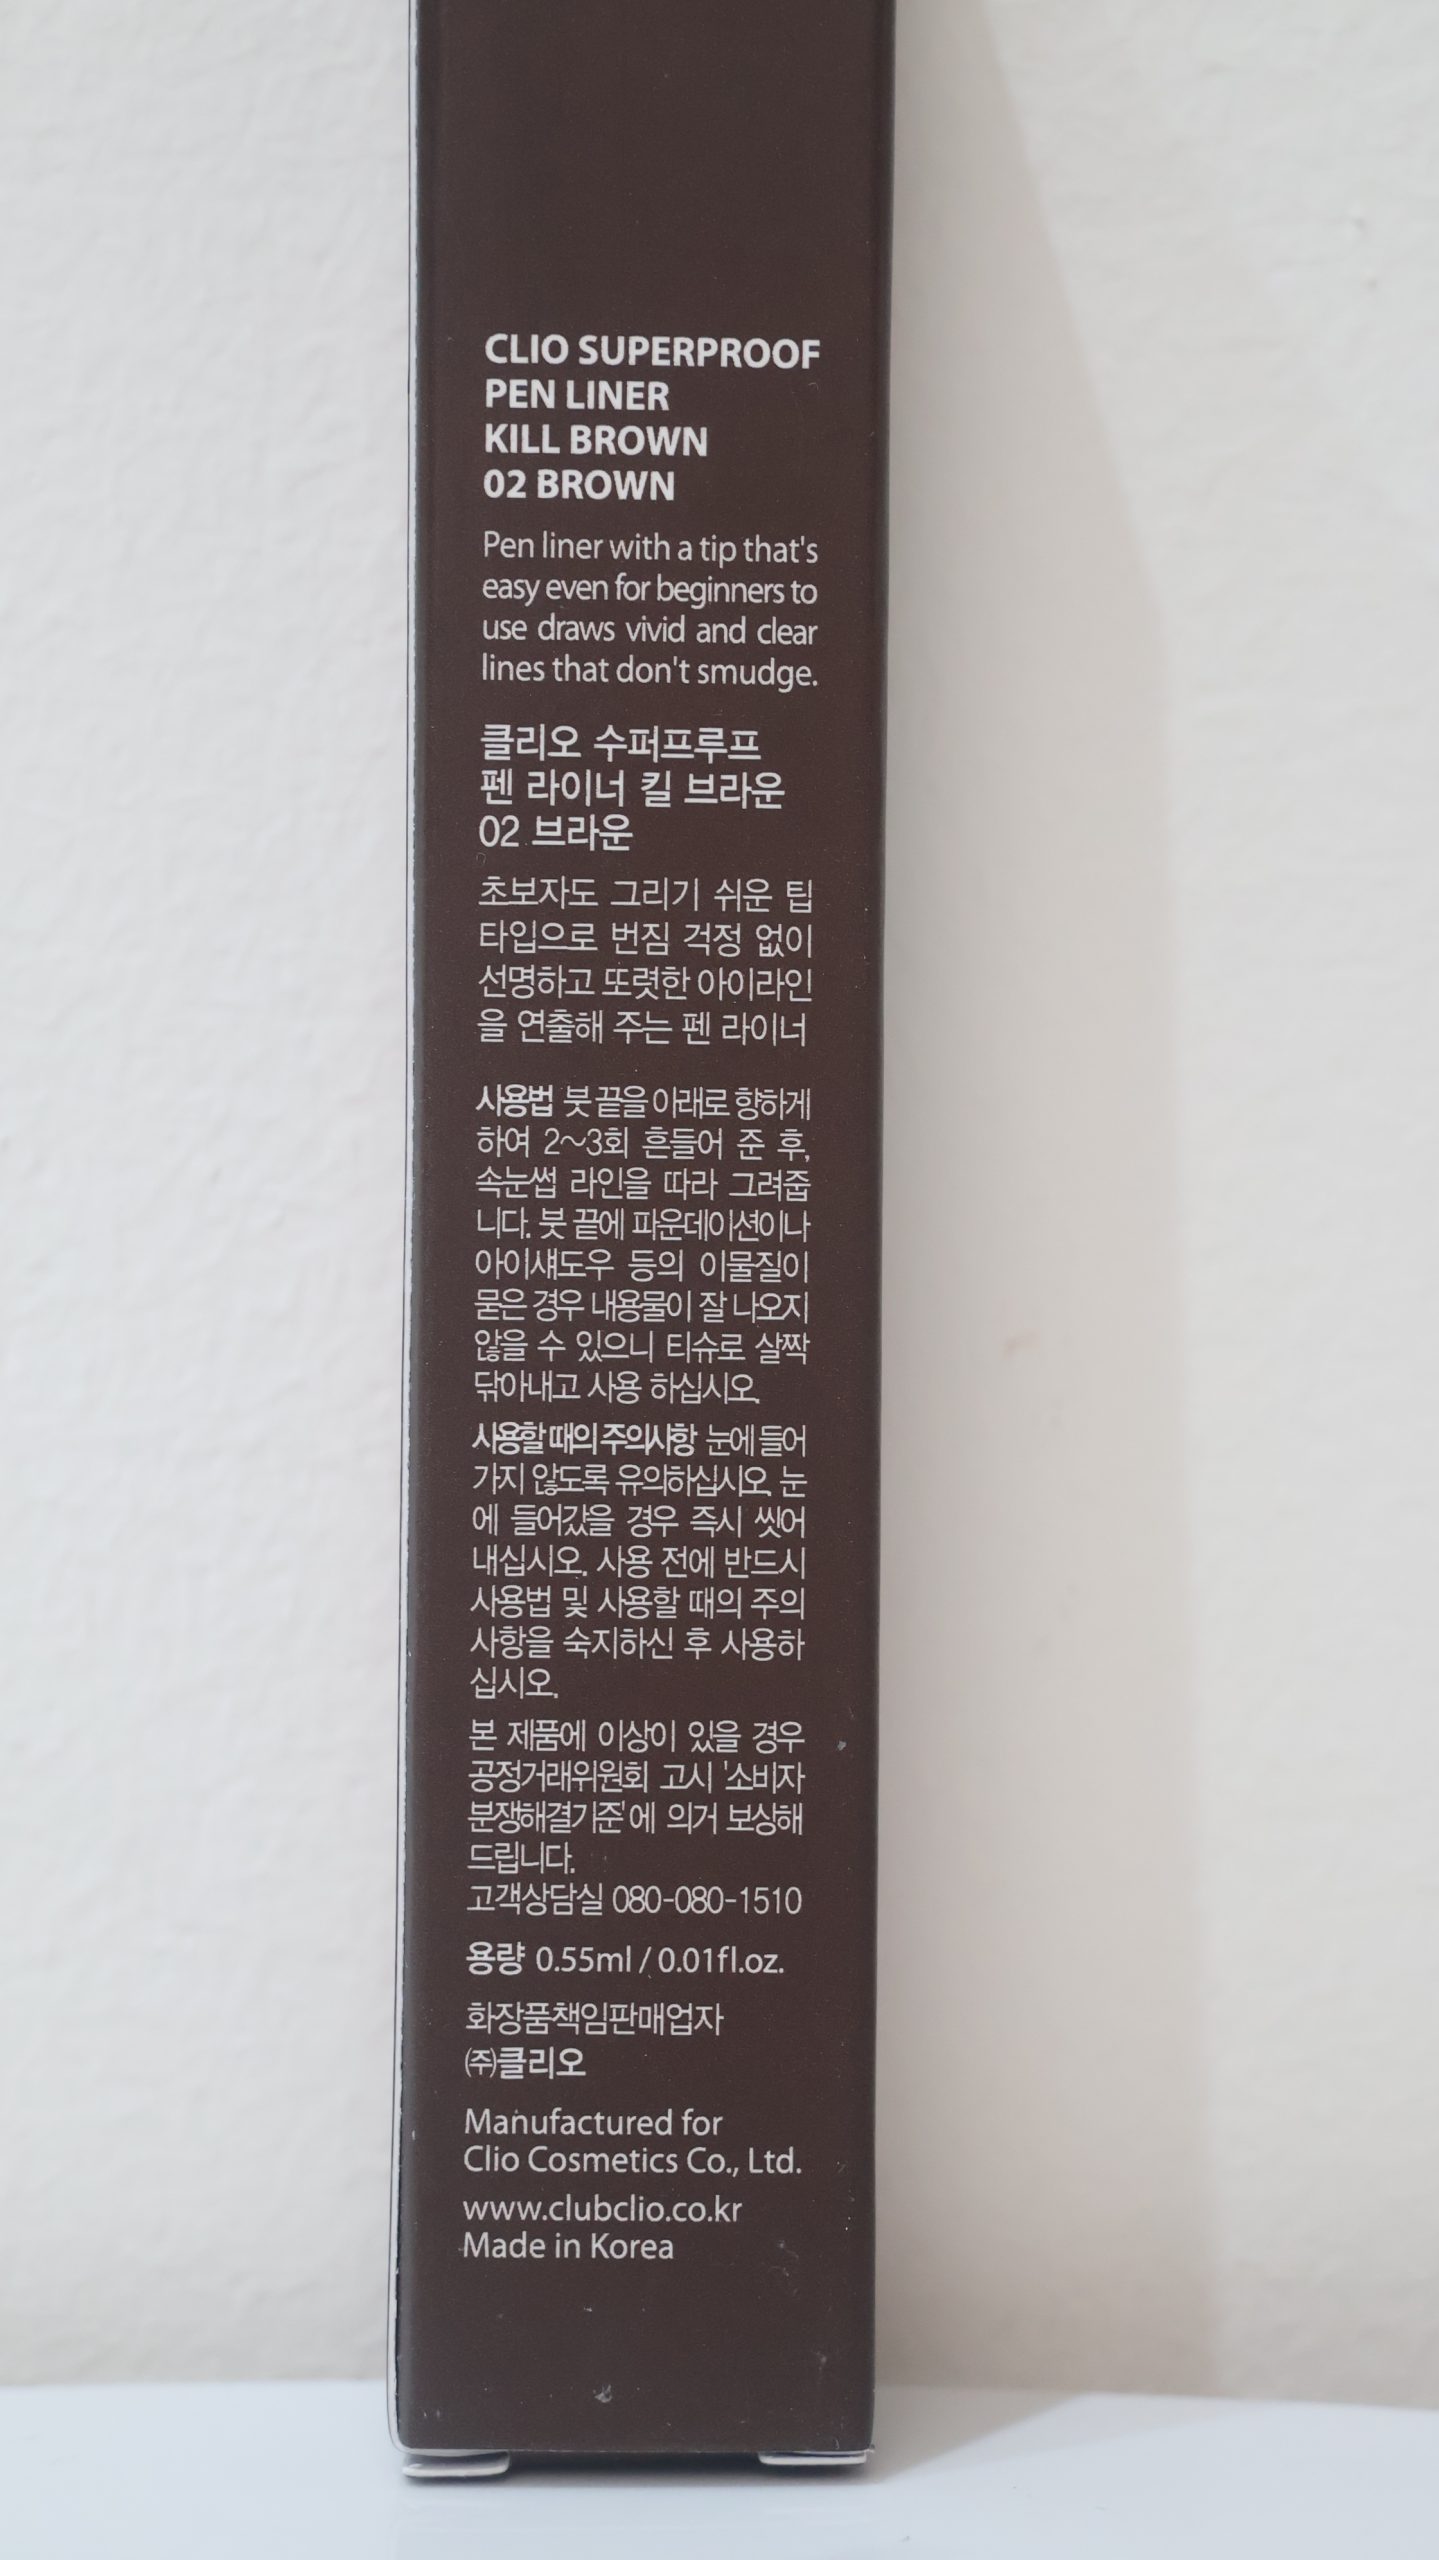 CLIO SUPERPROOF
PEN LINER
KILL BROWN
02 BROWN
Pen liner with a tip that's
easy even for beginners to
use draws vivid and clear
lines that don't smudge.
클리오 수퍼프루프
펜 라이너 킬 브라운
02 브라운
초보자도 그리기 쉬운 팁
타입으로 번짐 걱정 없이
선명하고 또렷한 아이라인
을 연출해 주는 펜 라이너
사용법 붓 끝을 아래로 향하게
하여 2~3회 흔들어 준 후,
속눈썹 라인을 따라 그려줍
니다. 붓 끝에 파운데이션이나
아이섀도우 등의 이물질이
묻은 경우 내용물이 잘 나오지
않을 수 있으니 티슈로 살짝
닦아내고 사용 하십시오.
사용할 때의 주의사항 눈에 들어
가지 않도록 유의하십시오. 눈
에 들어갔을 경우 즉시 씻어
내십시오. 사용 전에 반드시
사용법 및 사용할 때의 주의
사항을 숙지하신 후 사용하
십시오.
본 제품에 이상이 있을 경우
공정거래위원회 고시 '소비자
분쟁해결기준'에 의거 보상해
드립니다.
고객상담실 080-080-1510
용량 0.55ml / 0.01fl.oz.
화장품책임판매업자
㈜클리오
Manufactured for
Clio Cosmetics Co., Ltd.
www.clubclio.co.kr
Made in Korea